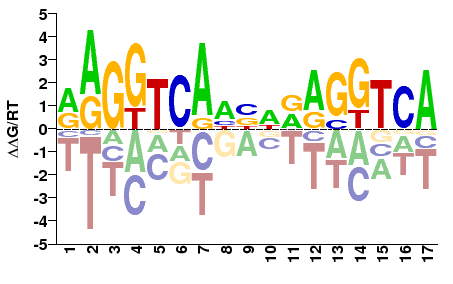 5
4
3
2
1
0
-1
-2
-3
-4
-5
ΔΔG/RT
A A G G T C A A C A G A G G T C A
G G T G C A G C T
C C A A A T C G A C T C A A C A C
T T C C C A T T T T C G A T
T G
1 2 3 4 5 6 7 8 9 10 11 12 13 14 15 16 17